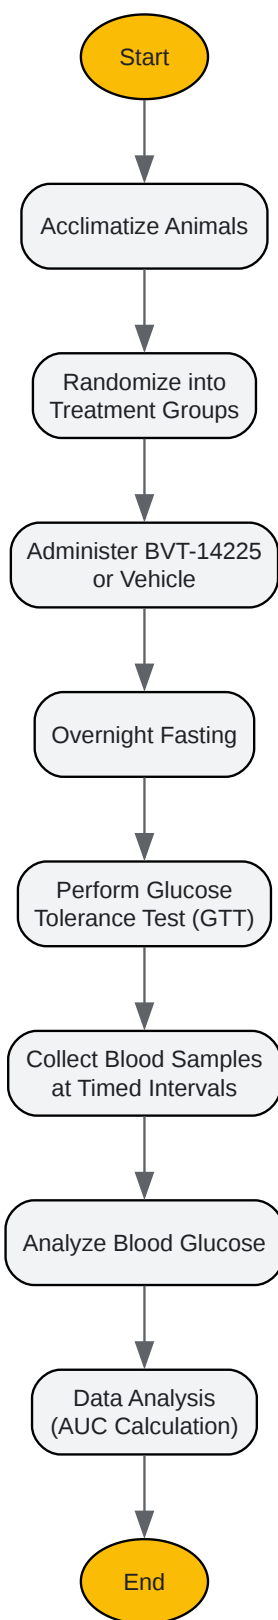 Start
Acclimatize Animals
Randomize into
Treatment Groups
Administer BVT-14225
or Vehicle
Overnight Fasting
Perform Glucose
Tolerance Test (GTT)
Collect Blood Samples
at Timed Intervals
Analyze Blood Glucose
Data Analysis
(AUC Calculation)
End